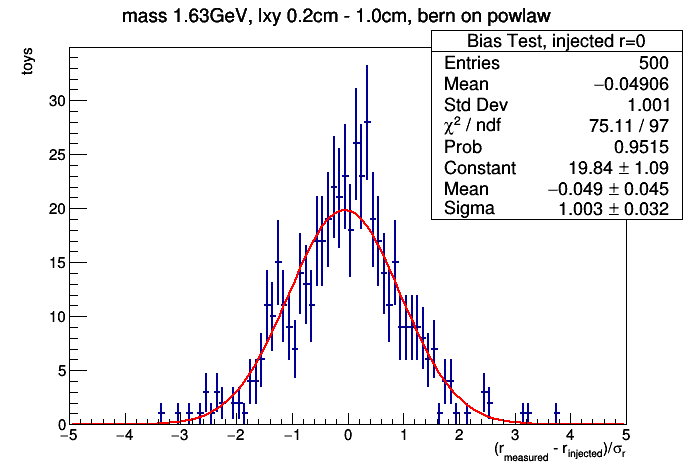 mass 1.63GeV, lxy 0.2cm - 1.0cm, bern on powlaw
Bias Test, injected r=0
Entries 500
Mean −0.04906
Std Dev 1.001
χ² / ndf 75.11 / 97
Prob 0.9515
Constant 19.84 ± 1.09
Mean −0.049 ± 0.045
Sigma 1.003 ± 0.032
toys
30
25
20
15
10
5
0
−5 −4 −3 −2 −1 0 1 2 3 4 5
(r_measured - r_injected)/σ_r